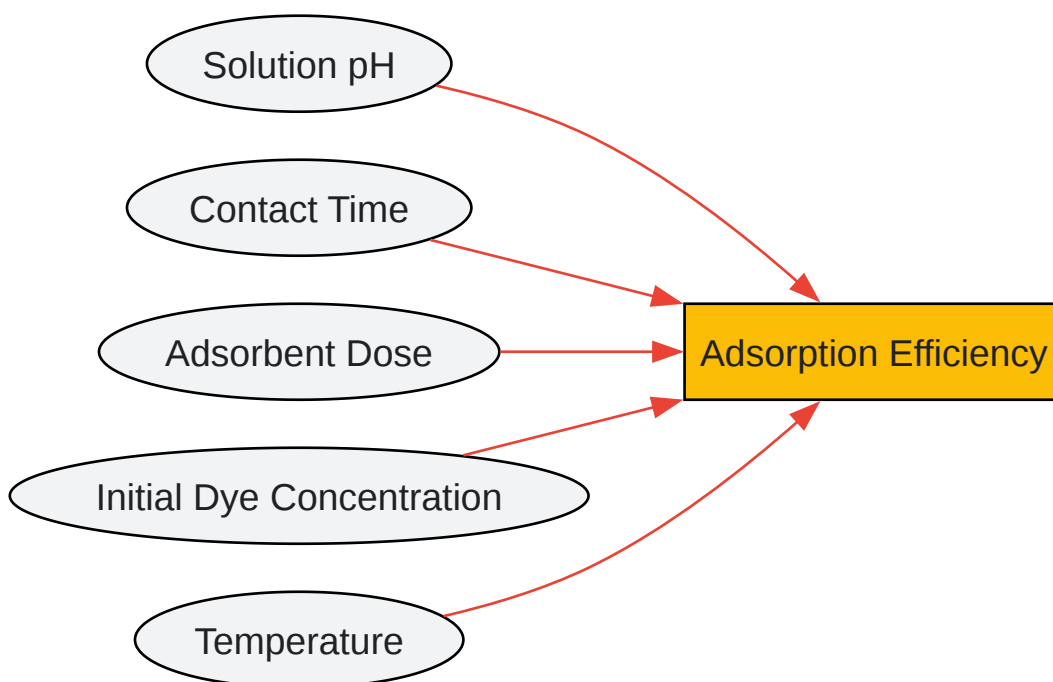 Solution pH
Contact Time
Adsorbent Dose
Adsorption Efficiency
Initial Dye Concentration
Temperature